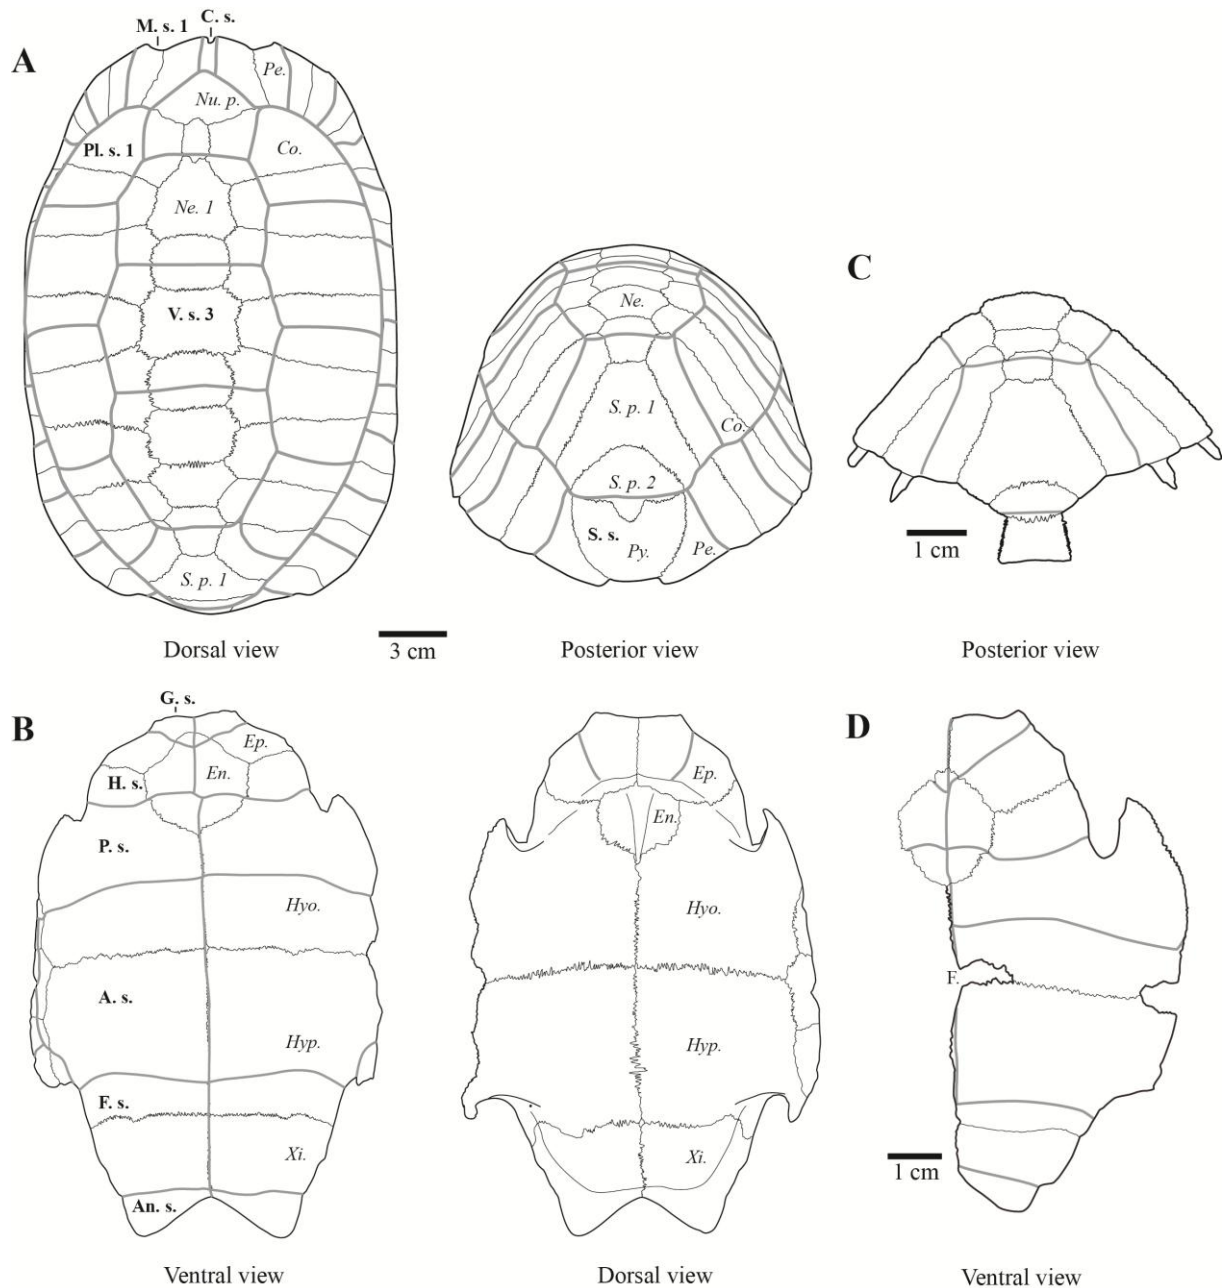 M. s. 1
C. s.
A
Pe.
Nu. p.
Pl. s. 1
Co.
Ne. 1
V. s. 3
S. p. 1
Ne.
S. p. 1
Co.
S. p. 2
S. s.
Py.
Pe.
C
1 cm
Dorsal view
3 cm
Posterior view
Posterior view
B
G. s.
Ep.
En.
H. s.
P. s.
Hyo.
A. s.
Hyp.
F. s.
Xi.
An. s.
Ep.
En.
Hyo.
Hyp.
Xi.
D
F.
1 cm
Ventral view
Dorsal view
Ventral view